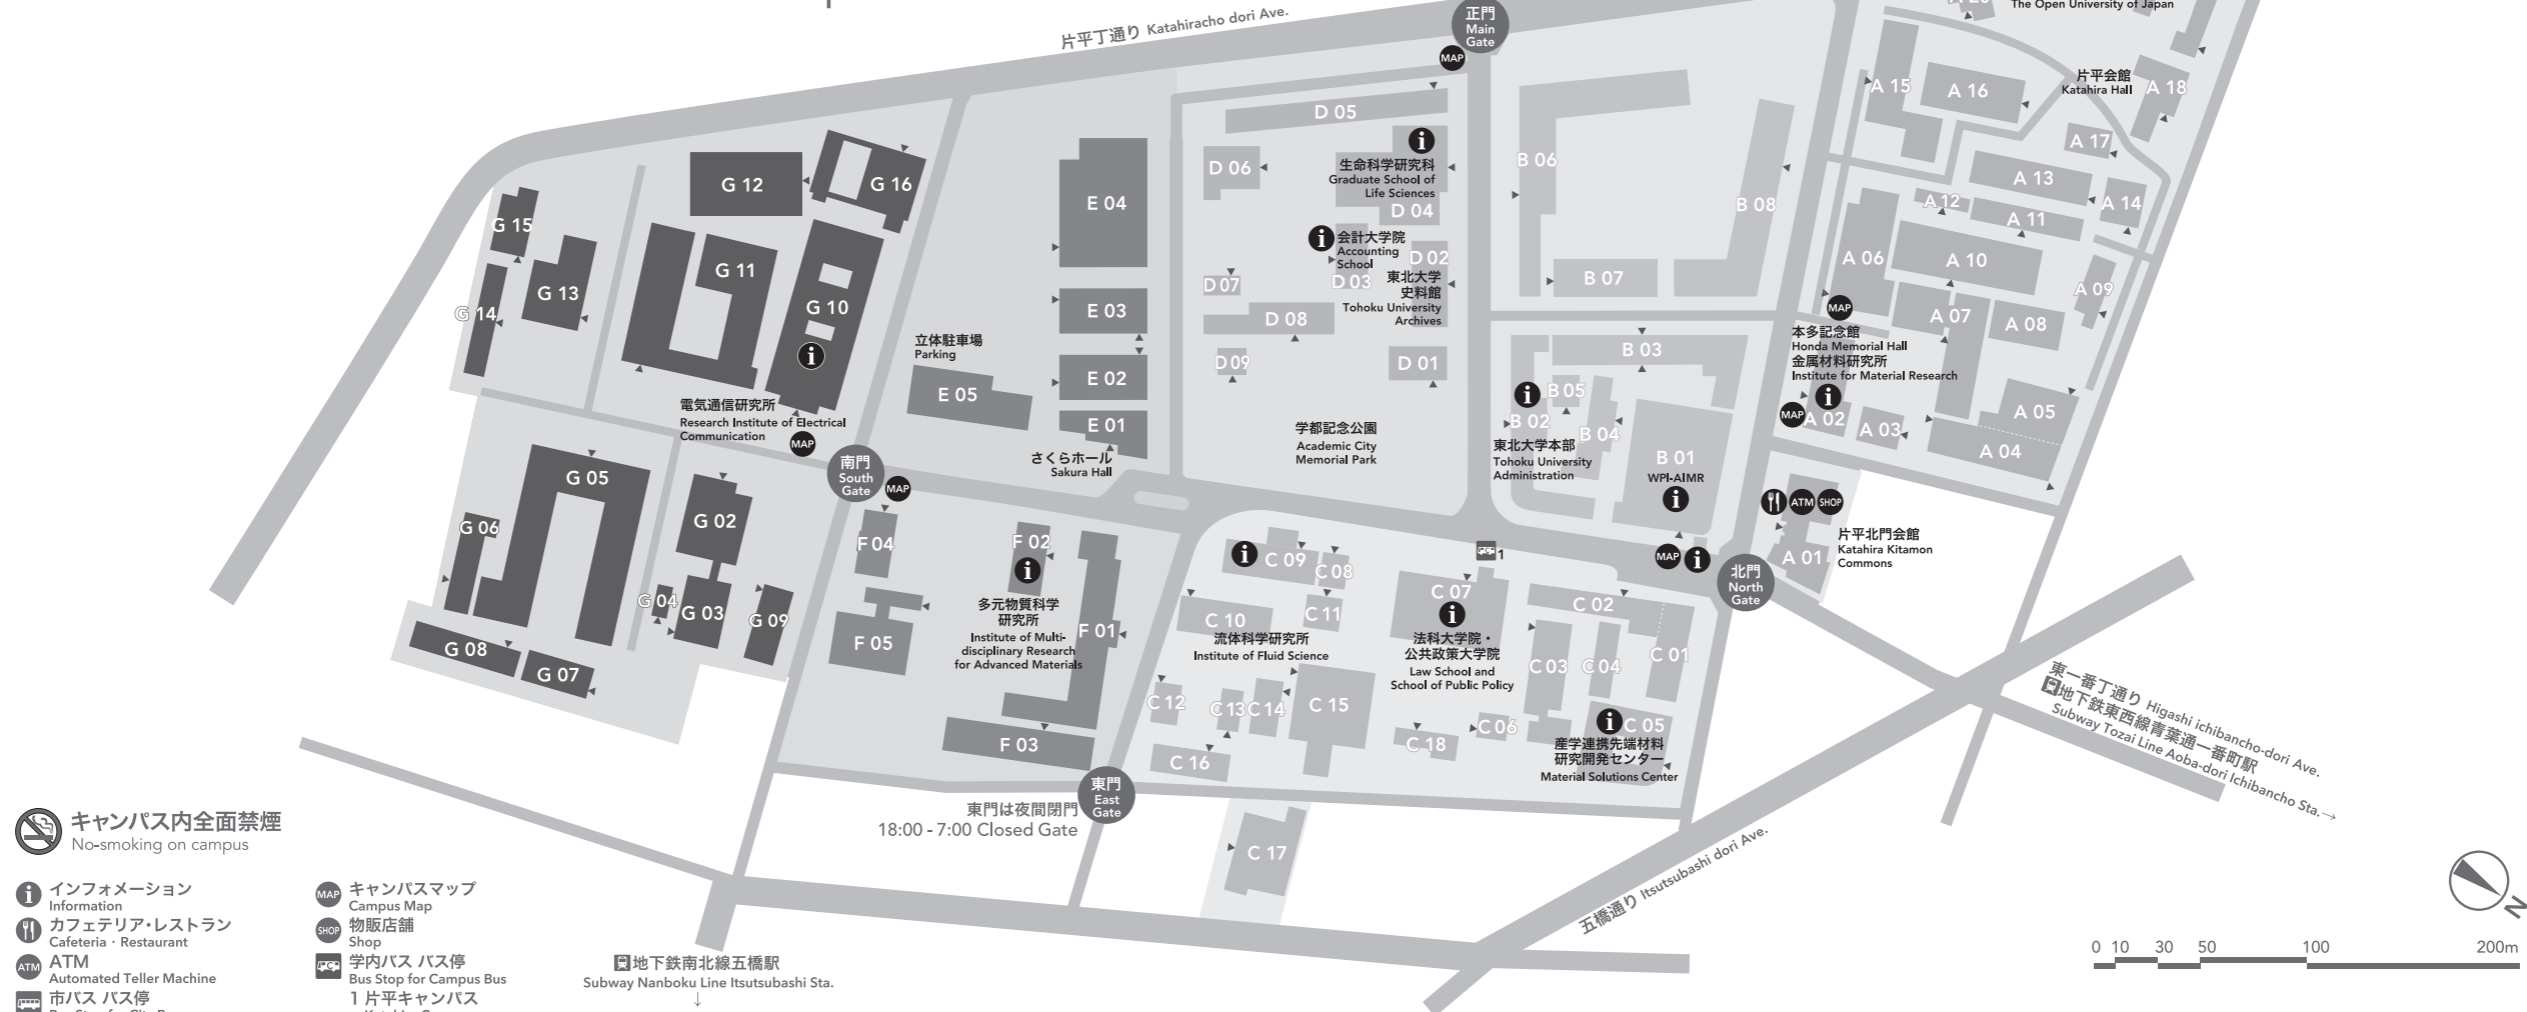 片平丁通り Katahiracho dori Ave.
正門
Main
Gate
MAP
The Open University of Japan
片平会館
Katahira Hall
A 15
A 16
A 18
A 17
A 13
A 14
A 12
A 11
A 06
A 10
A 09
A 07
A 08
MAP
本多記念館
Honda Memorial Hall
金属材料研究所
Institute for Material Research
i
MAP
A 02
A 03
A 05
A 04
ATM
SHOP
A 01
片平北門会館
Katahira Kitamon
Commons
B 06
B 08
B 07
B 03
i
B 05
B 02
B 04
東北大学本部
Tohoku University
Administration
B 01
WPI-AIMR
i
MAP
i
北門
North
Gate
D 05
i
D 06
生命科学研究科
Graduate School of
Life Sciences
D 04
i
会計大学院
Accounting
School
D 02
D 03
D 07
東北大学
史料館
Tohoku University
Archives
D 08
D 09
D 01
学都記念公園
Academic City
Memorial Park
E 04
E 03
E 02
E 01
さくらホール
Sakura Hall
立体駐車場
Parking
E 05
G 12
G 16
G 15
G 11
G 13
G 14
G 10
i
電気通信研究所
Research Institute of Electrical
Communication
MAP
南門
South
Gate
MAP
G 05
G 02
G 06
G 04
G 03
G 09
G 08
G 07
F 04
F 02
i
多元物質科学
研究所
Institute of Multi-
disciplinary Research
for Advanced Materials
F 05
F 01
F 03
東門
East
Gate
東門は夜間閉門
18:00 - 7:00 Closed Gate
i
C 09
C 08
C 10
C 11
流体科学研究所
Institute of Fluid Science
C 12
C 13
C 14
C 15
C 16
C 17
1
C 07
i
法科大学院・
公共政策大学院
Law School and
School of Public Policy
C 02
C 03
C 04
C 01
C 18
C 06
i
C 05
産学連携先端材料
研究開発センター
Material Solutions Center
東一番丁通り Higashi ichibancho-dori Ave.
地下鉄東西線青葉通一番町駅
Subway Tozai Line Aoba-dori Ichibancho Sta.→
五橋通り Itsutsubashi dori Ave.
地下鉄南北線五橋駅
Subway Nanboku Line Itsutsubashi Sta.
↓
キャンパス内全面禁煙
No-smoking on campus
i
インフォメーション
Information
カフェテリア・レストラン
Cafeteria・Restaurant
ATM
ATM
Automated Teller Machine
市バス バス停
MAP
キャンパスマップ
Campus Map
SHOP
物販店舗
Shop
学内バス バス停
Bus Stop for Campus Bus
1 片平キャンパス
N
0 10 30 50 100 200m